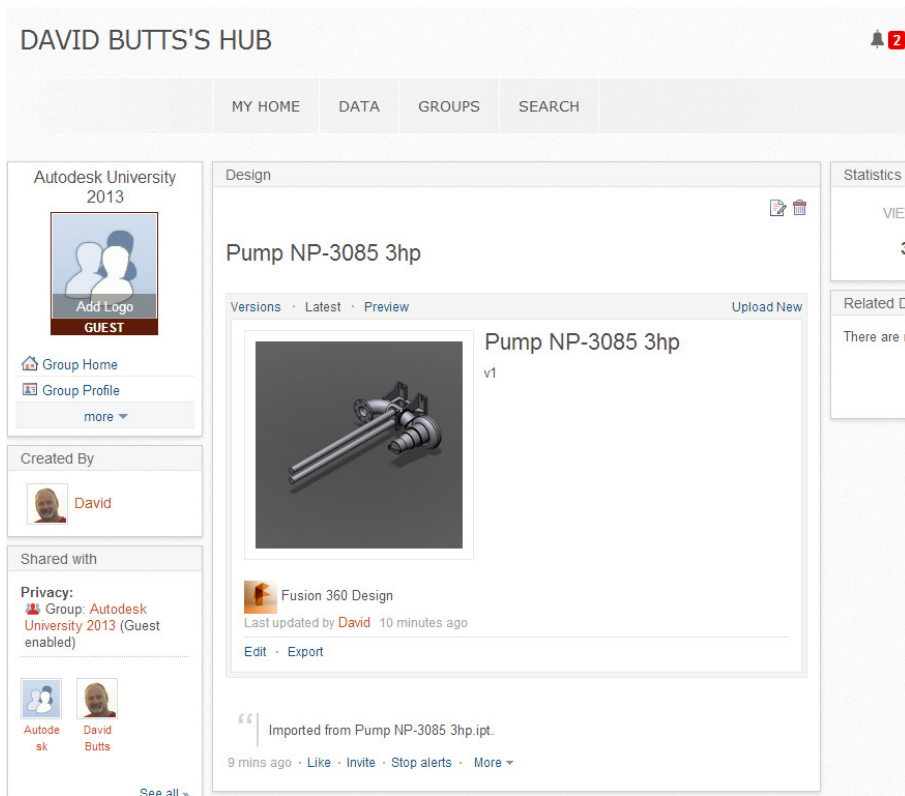 DAVID BUTTS'S HUB
2
MY HOME
DATA
GROUPS
SEARCH
Autodesk University
2013
Add Logo
GUEST
Group Home
Group Profile
more
Created By
David
Shared with
Privacy:
Group: Autodesk
University 2013 (Guest
enabled)
Autode
sk
David
Butts
See all »
Design
Pump NP-3085 3hp
Versions · Latest · Preview
Upload New
Pump NP-3085 3hp
v1
Fusion 360 Design
Last updated by David 10 minutes ago
Edit · Export
Imported from Pump NP-3085 3hp.ipt.
9 mins ago · Like · Invite · Stop alerts · More
Statistics
VIE
Related D
There are